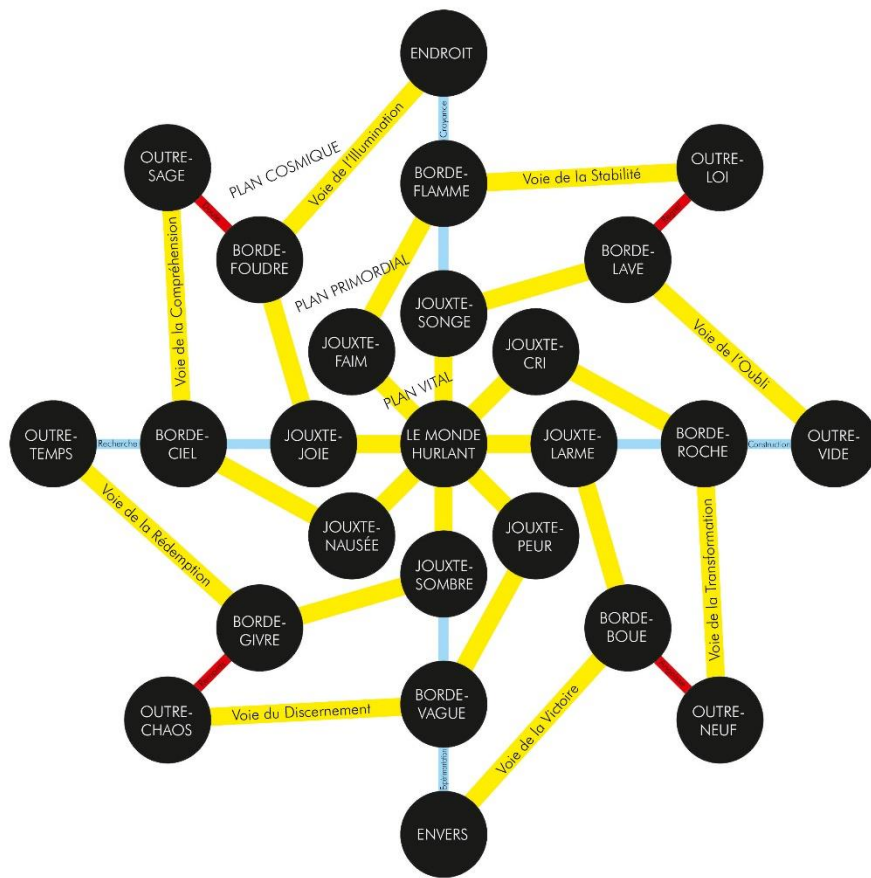 ENDROIT
Croyance
Voie de l'Illumination
PLAN COSMIQUE
OUTRE-
SAGE
BORDE-
FLAMME
Voie de la Stabilité
OUTRE-
LOI
BORDE-
FOUDRE
PLAN PRIMORDIAL
BORDE-
LAVE
Voie de la Compréhension
JOUXTE-
SONGE
JOUXTE-
FAIM
JOUXTE-
CRI
Voie de l'Oubli
PLAN VITAL
OUTRE-
TEMPS
Recherche
BORDE-
CIEL
JOUXTE-
JOIE
LE MONDE
HURLANT
JOUXTE-
LARME
BORDE-
ROCHE
Construction
OUTRE-
VIDE
Voie de la Rédemption
JOUXTE-
NAUSÉE
JOUXTE-
PEUR
JOUXTE-
SOMBRE
Voie de la Transformation
BORDE-
GIVRE
BORDE-
BOUE
OUTRE-
CHAOS
Voie du Discernement
BORDE-
VAGUE
Voie de la Victoire
OUTRE-
NEUF
Expérimentation
ENVERS